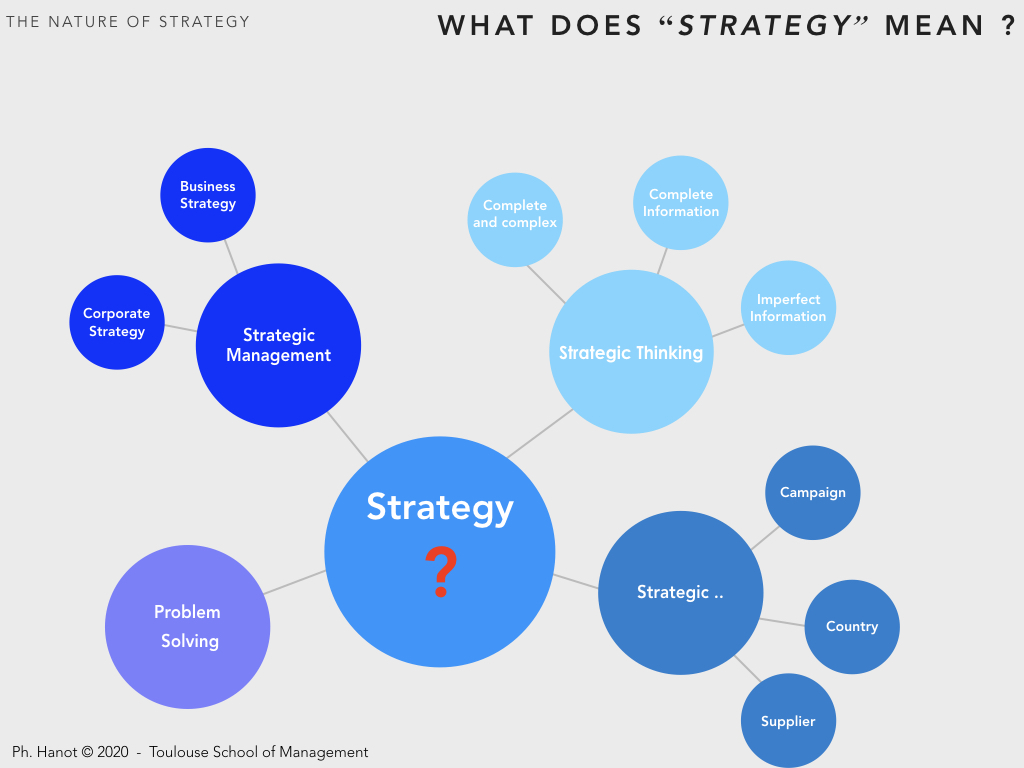 THE NATURE OF STRATEGY
WHAT DOES “STRATEGY” MEAN ?
Business
Strategy
Corporate
Strategy
Strategic
Management
Complete
and complex
Complete
Information
Imperfect
Information
Strategic Thinking
Strategy
?
Problem
Solving
Strategic ..
Campaign
Country
Supplier
Ph. Hanot © 2020 - Toulouse School of Management